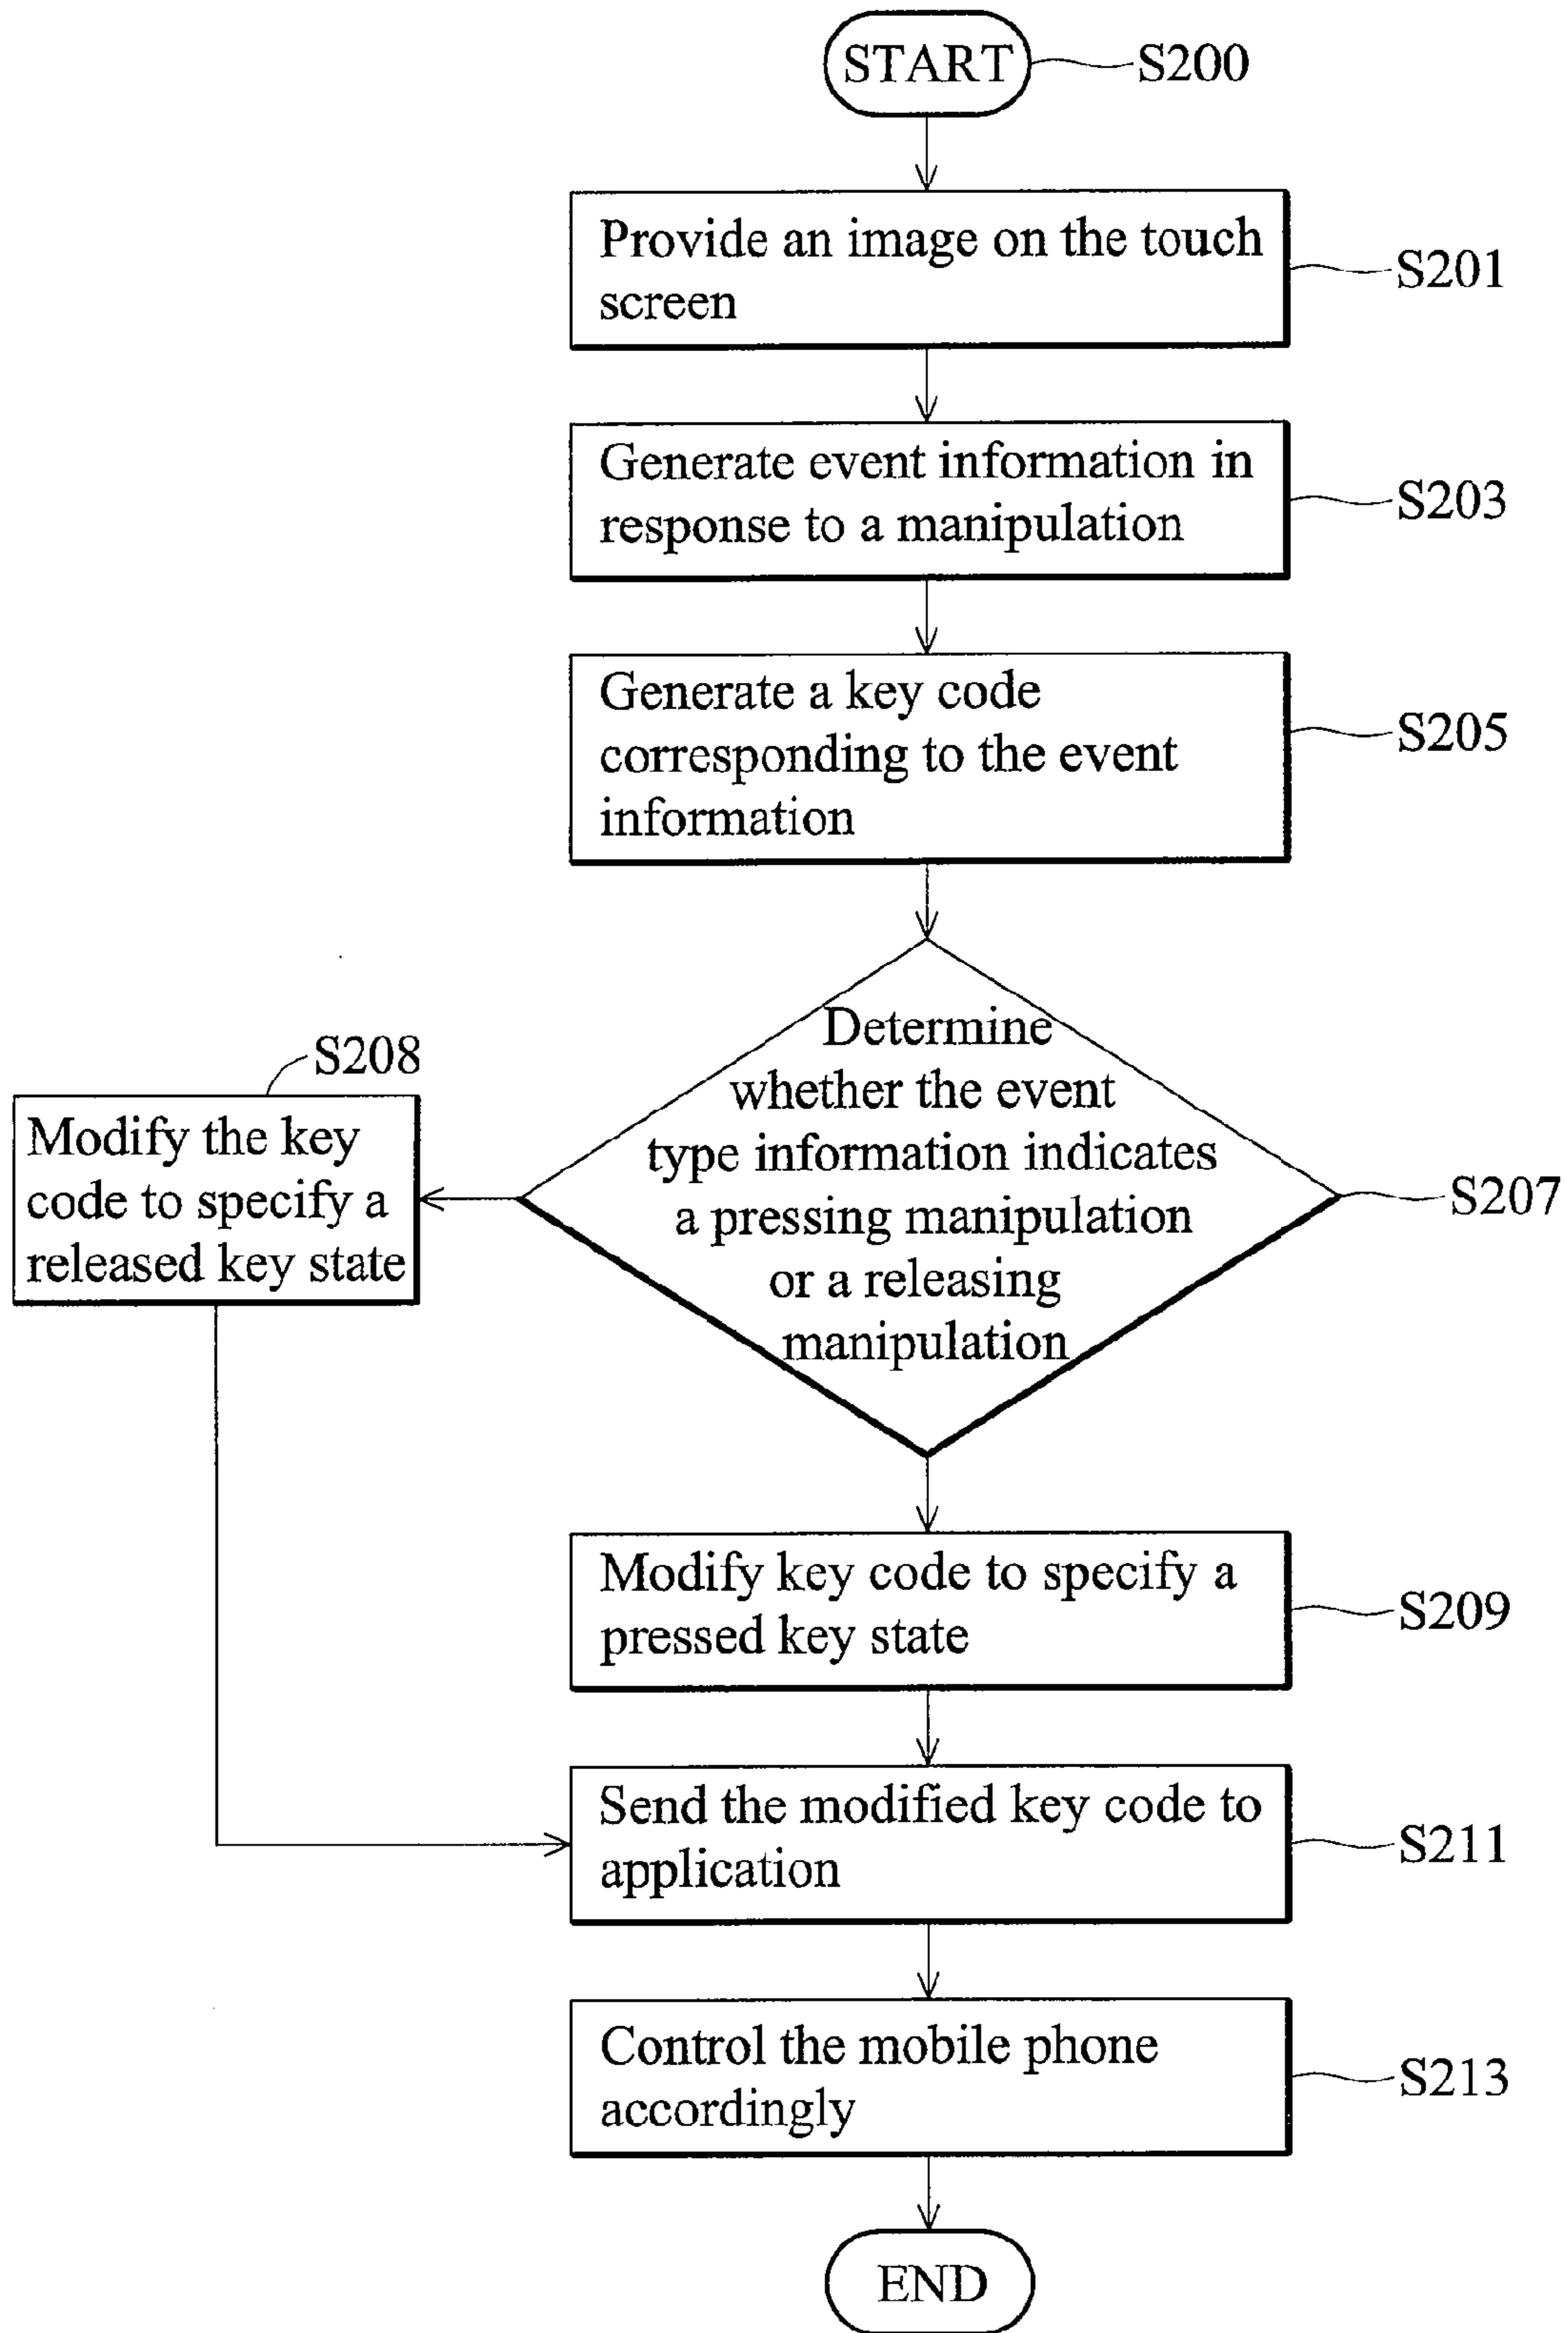 START
S200
Provide an image on the touch
screen
S201
Generate event information in
response to a manipulation
S203
Generate a key code
corresponding to the event
information
S205
Determine
whether the event
type information indicates
a pressing manipulation
or a releasing
manipulation
S207
S208
Modify the key
code to specify a
released key state
Modify key code to specify a
pressed key state
S209
Send the modified key code to
application
S211
Control the mobile phone
accordingly
S213
END